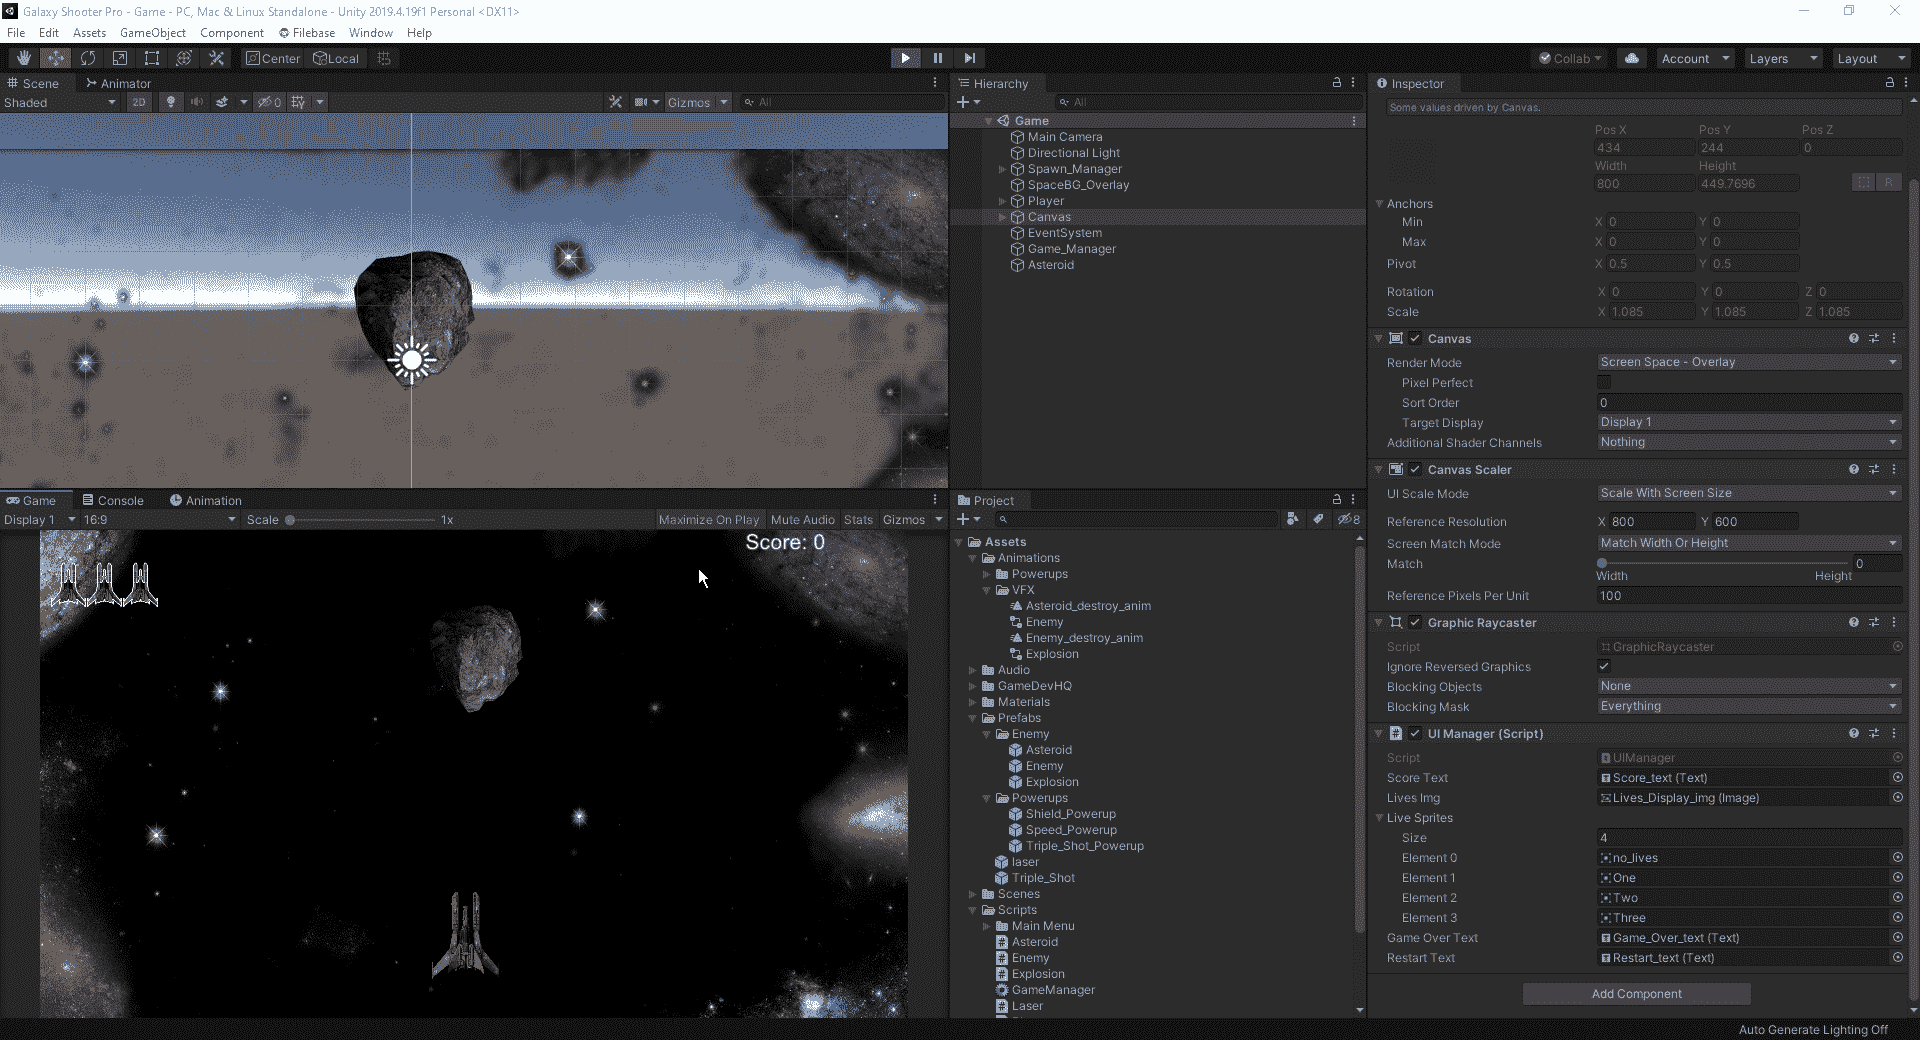 Galaxy Shooter Pro - Game - PC, Mac & Linux Standalone - Unity 2019.4.19f1 Personal <DX11>
File Edit Assets GameObject Component Filebase Window Help
Center Local Collab Account Layers Layout
Scene Animator
Shaded 2D 0 Gizmos All
Game Console Animation
Display 1 16:9 Scale 1x Maximize On Play Mute Audio Stats Gizmos
Score: 0
Hierarchy
All
Game
Main Camera
Directional Light
Spawn_Manager
SpaceBG_Overlay
Player
Canvas
EventSystem
Game_Manager
Asteroid
Project
8
Assets
Animations
Powerups
VFX
Asteroid_destroy_anim
Enemy
Enemy_destroy_anim
Explosion
Audio
GameDevHQ
Materials
Prefabs
Enemy
Asteroid
Enemy
Explosion
Powerups
Shield_Powerup
Speed_Powerup
Triple_Shot_Powerup
laser
Triple_Shot
Scenes
Scripts
Main Menu
Asteroid
Enemy
Explosion
GameManager
Laser
Inspector
Some values driven by Canvas.
Pos X Pos Y Pos Z
434 244 0
Width Height
800 449.7696 R
Anchors
Min X 0 Y 0
Max X 0 Y 0
Pivot X 0.5 Y 0.5
Rotation X 0 Y 0 Z 0
Scale X 1.085 Y 1.085 Z 1.085
Canvas
Render Mode Screen Space - Overlay
Pixel Perfect
Sort Order 0
Target Display Display 1
Additional Shader Channels Nothing
Canvas Scaler
UI Scale Mode Scale With Screen Size
Reference Resolution X 800 Y 600
Screen Match Mode Match Width Or Height
Match 0
Width Height
Reference Pixels Per Unit 100
Graphic Raycaster
Script GraphicRaycaster
Ignore Reversed Graphics
Blocking Objects None
Blocking Mask Everything
UI Manager (Script)
Script UIManager
Score Text Score_text (Text)
Lives Img Lives_Display_img (Image)
Live Sprites
Size 4
Element 0 no_lives
Element 1 One
Element 2 Two
Element 3 Three
Game Over Text Game_Over_text (Text)
Restart Text Restart_text (Text)
Add Component
Auto Generate Lighting Off